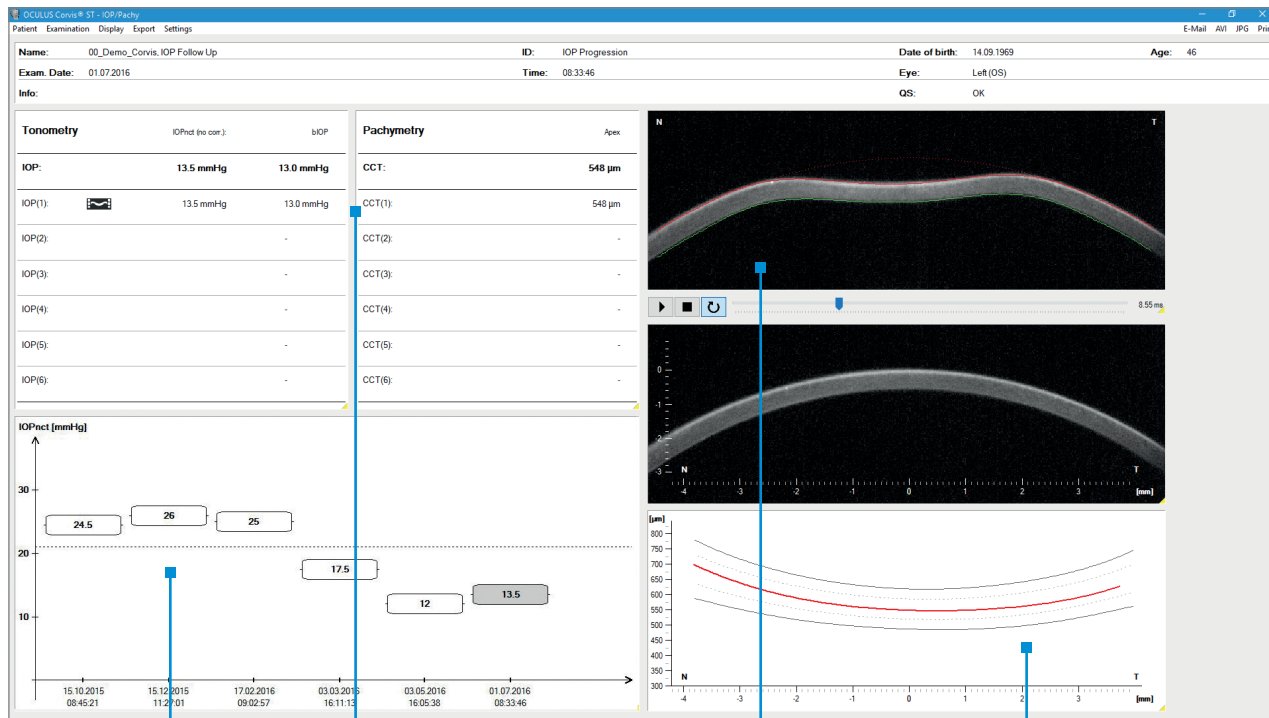 OCULUS Corvis® ST - IOP/Pachy
Patient Examination Display Export Settings E-Mail AVI JPG Prin
Name: 00_Demo_Corvis, IOP Follow Up ID: IOP Progression Date of birth: 14.09.1969 Age: 46
Exam. Date: 01.07.2016 Time: 08:33:46 Eye: Left (OS)
Info: QS: OK
Tonometry IOPnct (no corr.): bIOP
IOP: 13.5 mmHg 13.0 mmHg
IOP(1): 13.5 mmHg 13.0 mmHg
IOP(2): -
IOP(3): -
IOP(4): -
IOP(5): -
IOP(6): -
Pachymetry Apex
CCT: 548 µm
CCT(1): 548 µm
CCT(2): -
CCT(3): -
CCT(4): -
CCT(5): -
CCT(6): -
N T
8.55 ms
0
-1
-2
-3
N T
-4 -3 -2 -1 0 1 2 3 [mm]
IOPnct [mmHg]
30
20
10
24.5 26 25 17.5 12 13.5
15.10.2015 15.12.2015 17.02.2016 03.03.2016 03.05.2016 01.07.2016
08:45:21 11:27:01 09:02:57 16:11:13 16:05:38 08:33:46
[µm]
800
750
700
650
600
550
500
450
400
350
300
N T
-4 -3 -2 -1 0 1 2 3 [mm]